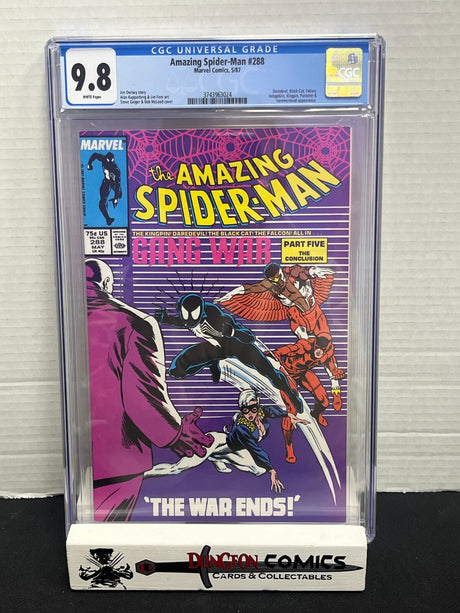 CGC UNIVERSAL GRADE
9.8
WHITE Pages
Amazing Spider-Man #288
Marvel Comics, 5/87
Jim Owsley story
Alan Kupperberg & Jim Fern art
Steve Geiger & Bob McLeod cover
3743963024
Daredevil, Black Cat, Falcon,
Hobgoblin, Kingpin, Punisher &
Hammerhead appearance
CGC
MARVEL
75¢ US
288
MAY
the AMAZING
SPIDER-MAN
THE KINGPIN! DAREDEVIL! THE BLACK CAT! THE FALCON! ALL IN
GANG WAR
PART FIVE
THE CONCLUSION
'THE WAR ENDS!'
DUNGEON COMICS
CARDS & COLLECTABLES